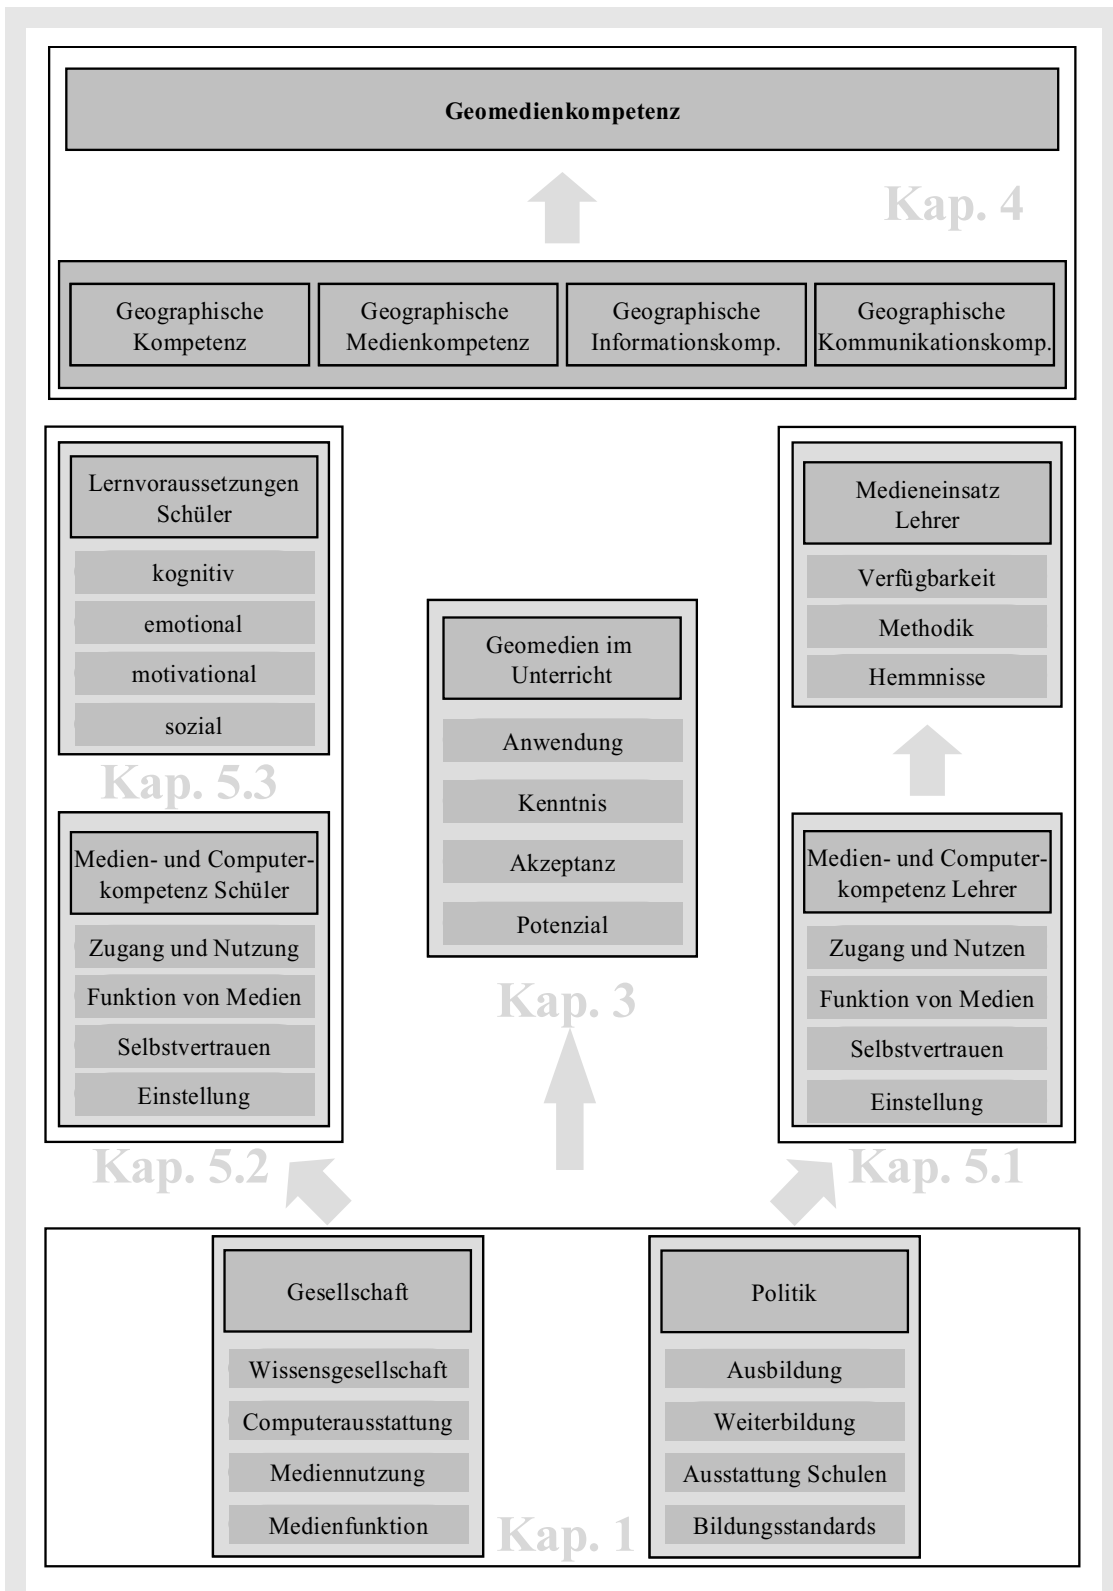 Geomedienkompetenz
Kap. 4
Geographische
Kompetenz
Geographische
Medienkompetenz
Geographische
Informationskomp.
Geographische
Kommunikationskomp.
Lernvoraussetzungen
Schüler
kognitiv
emotional
motivational
sozial
Kap. 5.3
Medien- und Computer-
kompetenz Schüler
Zugang und Nutzung
Funktion von Medien
Selbstvertrauen
Einstellung
Kap. 5.2
Geomedien im
Unterricht
Anwendung
Kenntnis
Akzeptanz
Potenzial
Kap. 3
Medieneinsatz
Lehrer
Verfügbarkeit
Methodik
Hemmnisse
Medien- und Computer-
kompetenz Lehrer
Zugang und Nutzen
Funktion von Medien
Selbstvertrauen
Einstellung
Kap. 5.1
Gesellschaft
Wissensgesellschaft
Computerausstattung
Mediennutzung
Medienfunktion
Kap. 1
Politik
Ausbildung
Weiterbildung
Ausstattung Schulen
Bildungsstandards